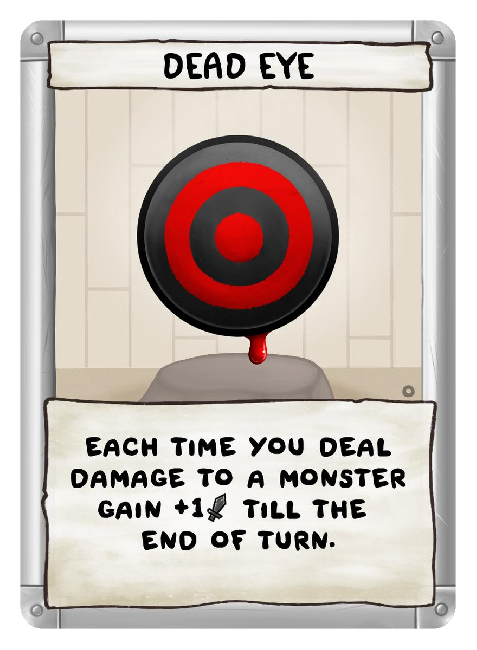 DEAD EYE
EACH TIME YOU DEAL
DAMAGE TO A MONSTER
GAIN +1 TILL THE
END OF TURN.